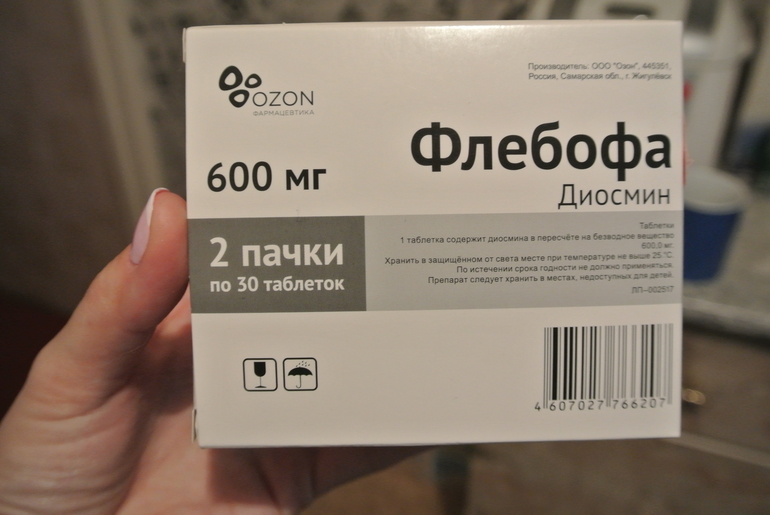 OZON
ФАРМАЦЕВТИКА
Производитель: ООО "Озон", 445351,
Россия, Самарская обл., г. Жигулёвск
Флебофа
Диосмин
600 мг
2 пачки
по 30 таблеток
Таблетки
1 таблетка содержит диосмина в пересчёте на безводное вещество
600,0 мг.
Хранить в защищённом от света месте при температуре не выше 25 °С.
По истечении срока годности не должно применяться.
Препарат следует хранить в местах, недоступных для детей.
ЛП–002517
4 607027 766207